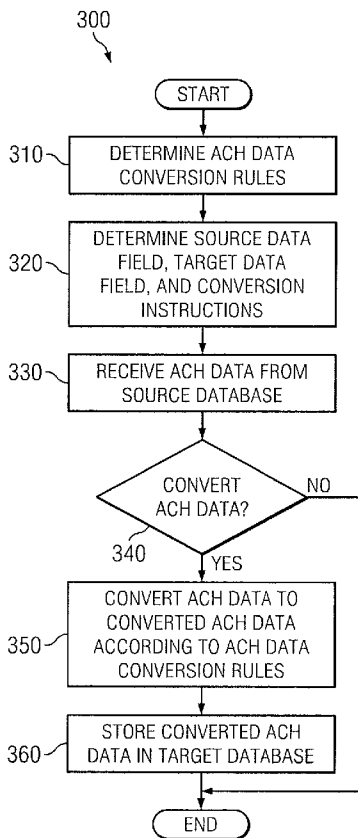 300
START
310
DETERMINE ACH DATA
CONVERSION RULES
320
DETERMINE SOURCE DATA
FIELD, TARGET DATA
FIELD, AND CONVERSION
INSTRUCTIONS
330
RECEIVE ACH DATA FROM
SOURCE DATABASE
CONVERT
ACH DATA?
NO
340
YES
350
CONVERT ACH DATA TO
CONVERTED ACH DATA
ACCORDING TO ACH DATA
CONVERSION RULES
360
STORE CONVERTED ACH
DATA IN TARGET DATABASE
END